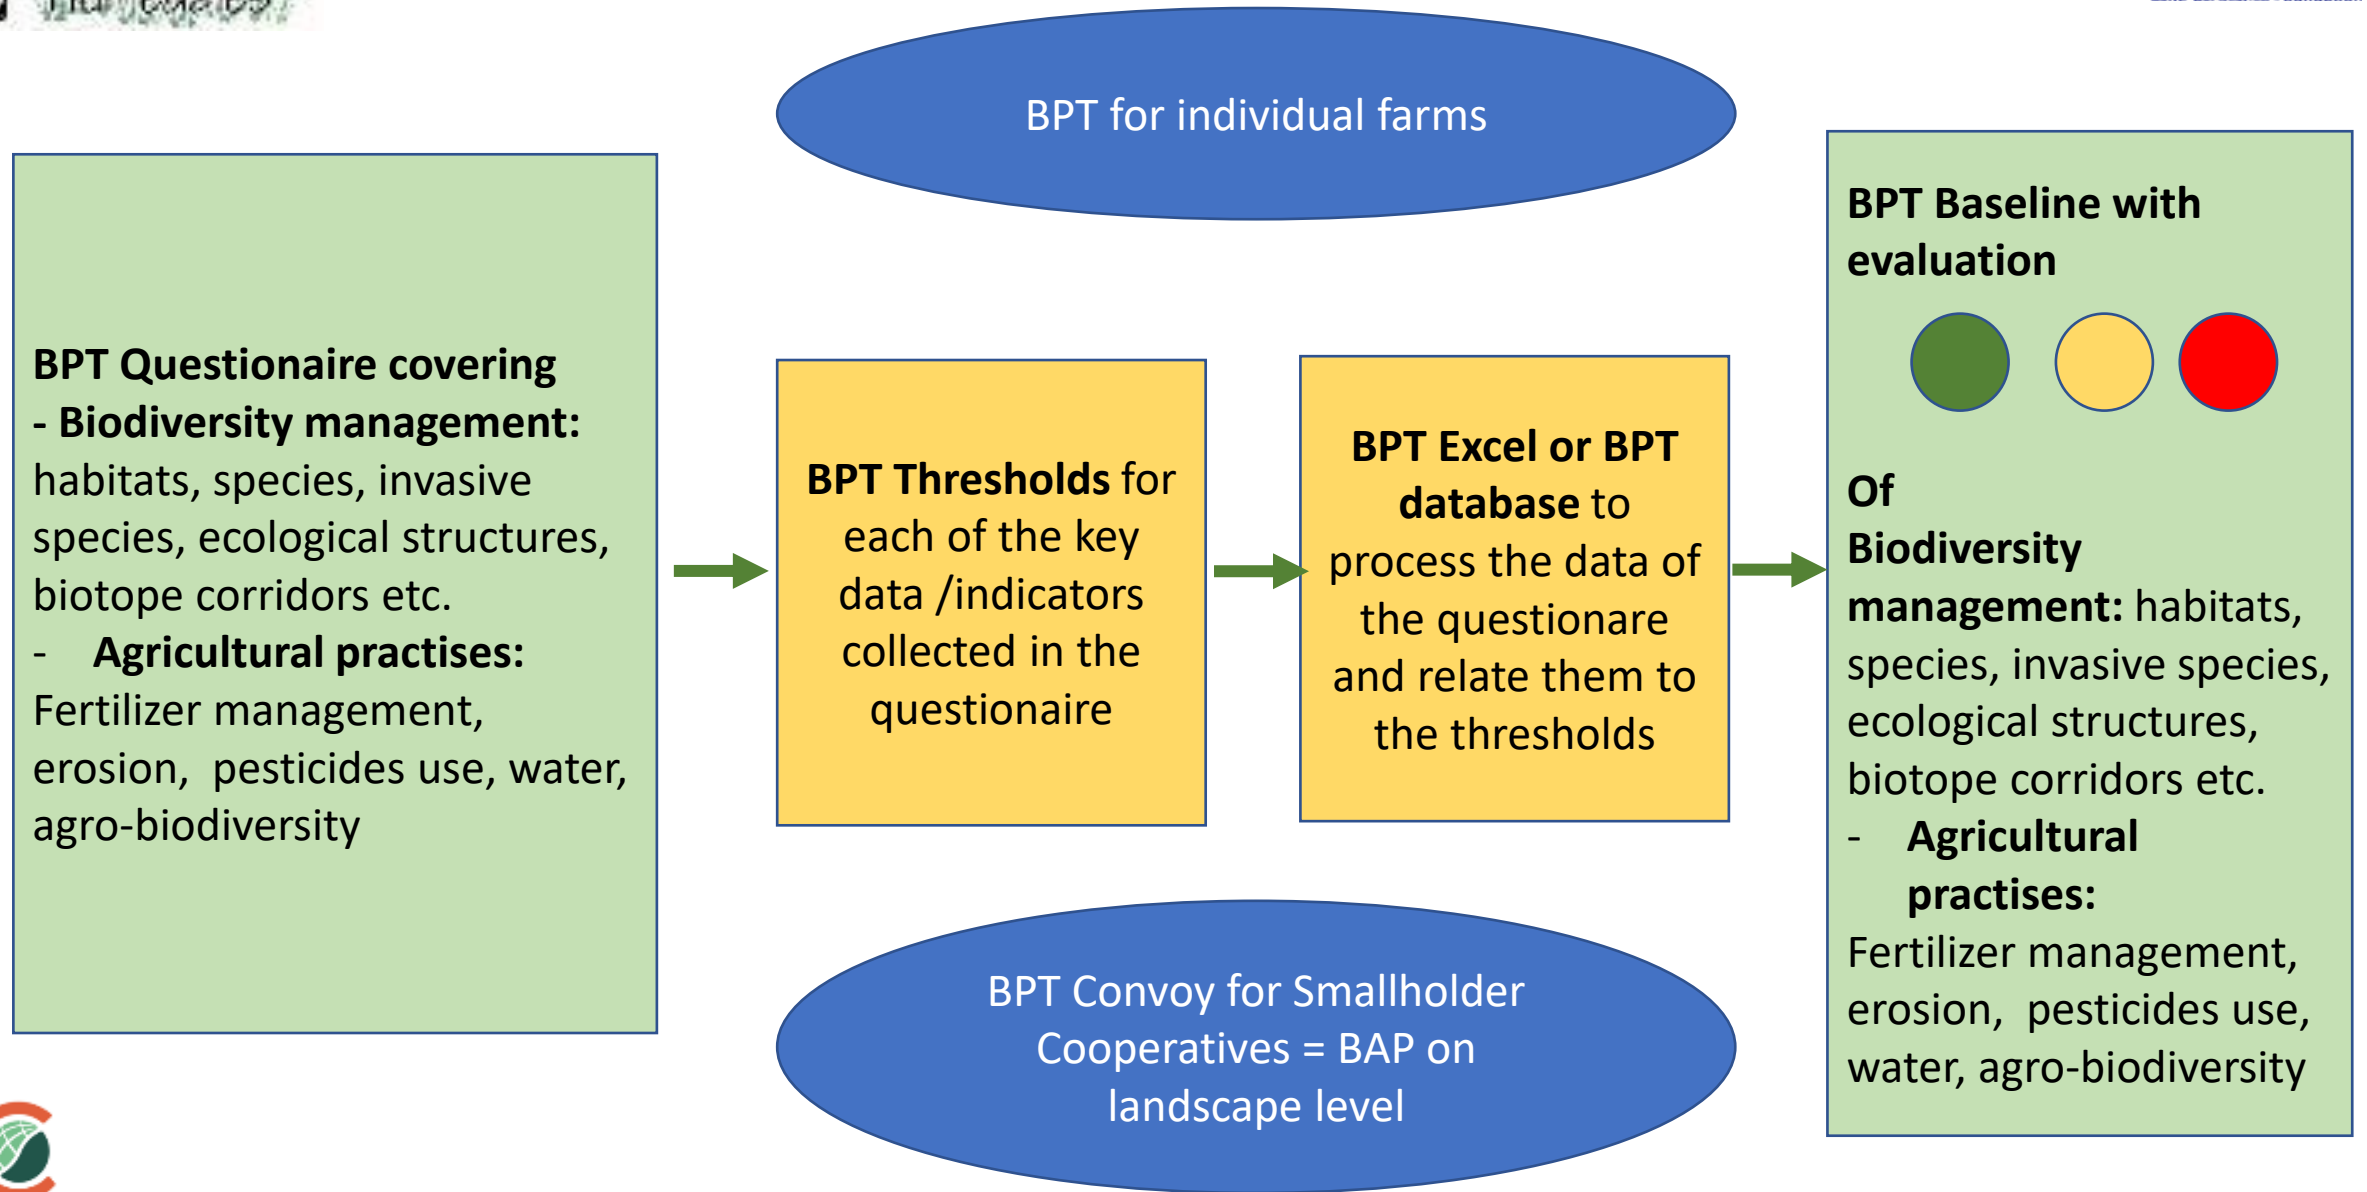 BPT for individual farms
BPT Questionaire covering
- Biodiversity management:
habitats, species, invasive
species, ecological structures,
biotope corridors etc.
- Agricultural practises:
Fertilizer management,
erosion, pesticides use, water,
agro-biodiversity
BPT Thresholds for
each of the key
data /indicators
collected in the
questionaire
BPT Excel or BPT
database to
process the data of
the questionare
and relate them to
the thresholds
BPT Baseline with
evaluation
Of
Biodiversity
management: habitats,
species, invasive species,
ecological structures,
biotope corridors etc.
- Agricultural
practises:
Fertilizer management,
erosion, pesticides use,
water, agro-biodiversity
BPT Convoy for Smallholder
Cooperatives = BAP on
landscape level